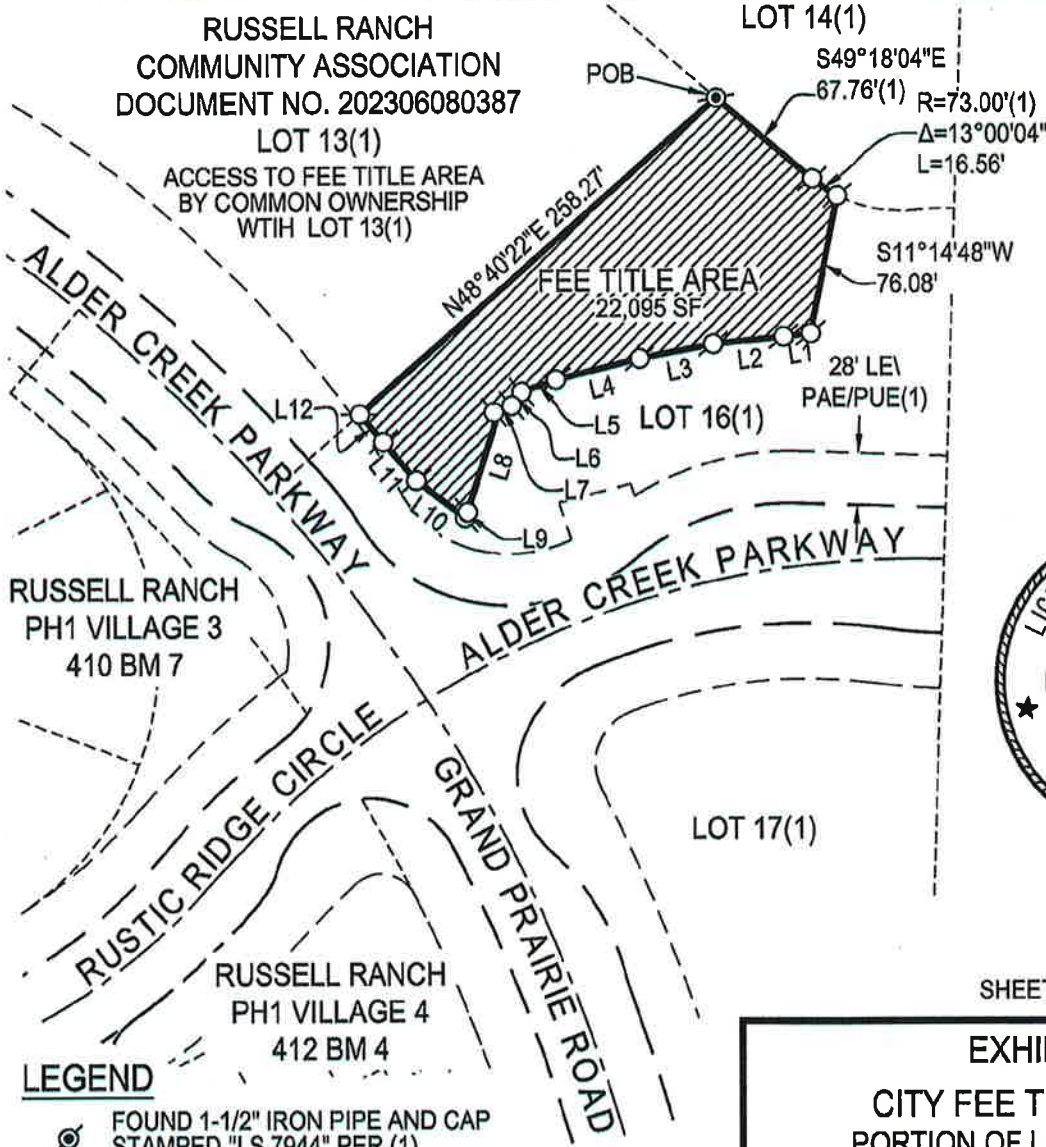 RUSSELL RANCH
COMMUNITY ASSOCIATION
DOCUMENT NO. 202306080387
LOT 13(1)
ACCESS TO FEE TITLE AREA
BY COMMON OWNERSHIP
WTIH LOT 13(1)
LOT 14(1)
POB
S49°18'04"E
67.76'(1)
R=73.00'(1)
Δ=13°00'04"
L=16.56'
N48°40'22"E 258.27'
FEE TITLE AREA
22,095 SF
S11°14'48"W
76.08'
L1
L2
L3
L4
L5
L6
L7
L8
L9
L10
L11
L12
LOT 16(1)
28' LE\
PAE/PUE(1)
ALDER CREEK PARKWAY
ALDER CREEK PARKWAY
RUSSELL RANCH
PH1 VILLAGE 3
410 BM 7
RUSTIC RIDGE CIRCLE
GRAND PRAIRIE ROAD
LOT 17(1)
RUSSELL RANCH
PH1 VILLAGE 4
412 BM 4
LEGEND
FOUND 1-1/2" IRON PIPE AND CAP
STAMPED "LS 7944" PER (1)
SHEET
EXHI
CITY FEE T
PORTION OF L